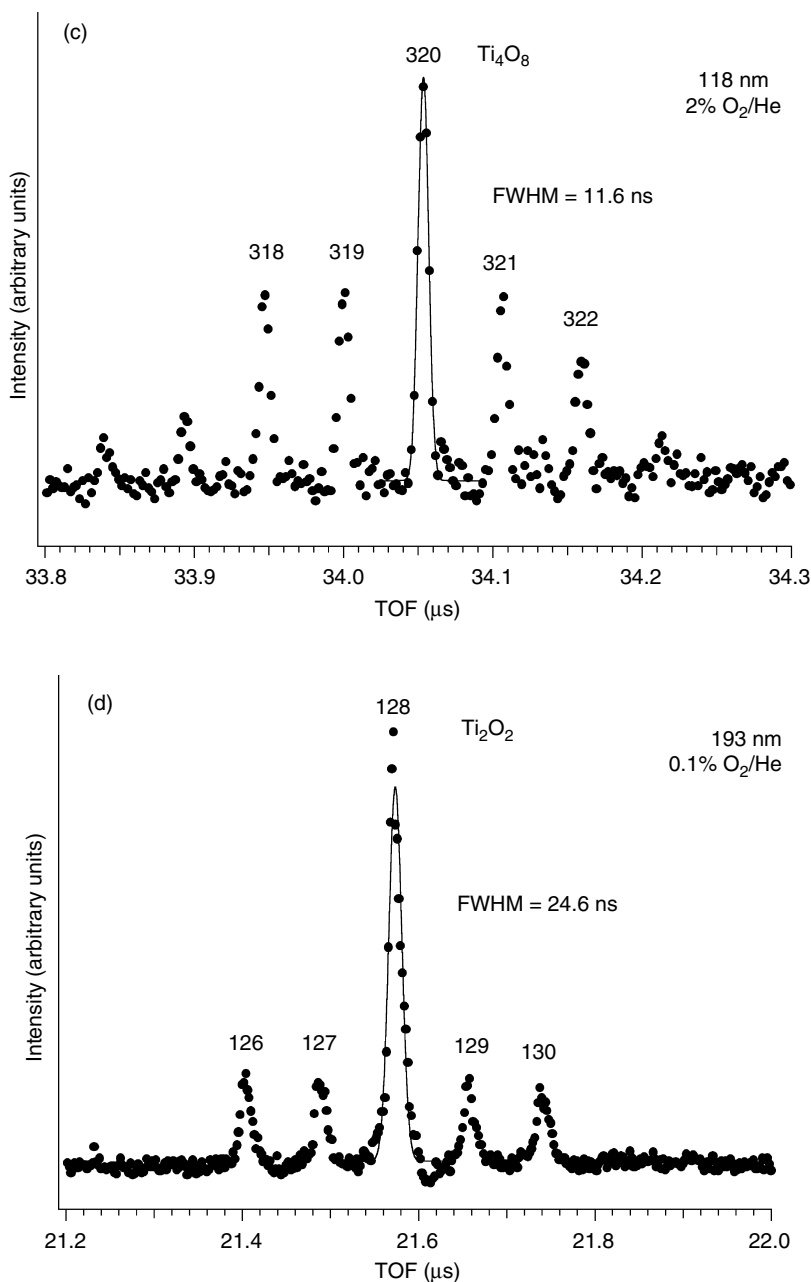 (c)
320
Ti₄O₈
118 nm
2% O₂/He
FWHM = 11.6 ns
318
319
321
322
Intensity (arbitrary units)
33.8
33.9
34.0
34.1
34.2
34.3
TOF (μs)
(d)
128
Ti₂O₂
193 nm
0.1% O₂/He
FWHM = 24.6 ns
126
127
129
130
Intensity (arbitrary units)
21.2
21.4
21.6
21.8
22.0
TOF (μs)